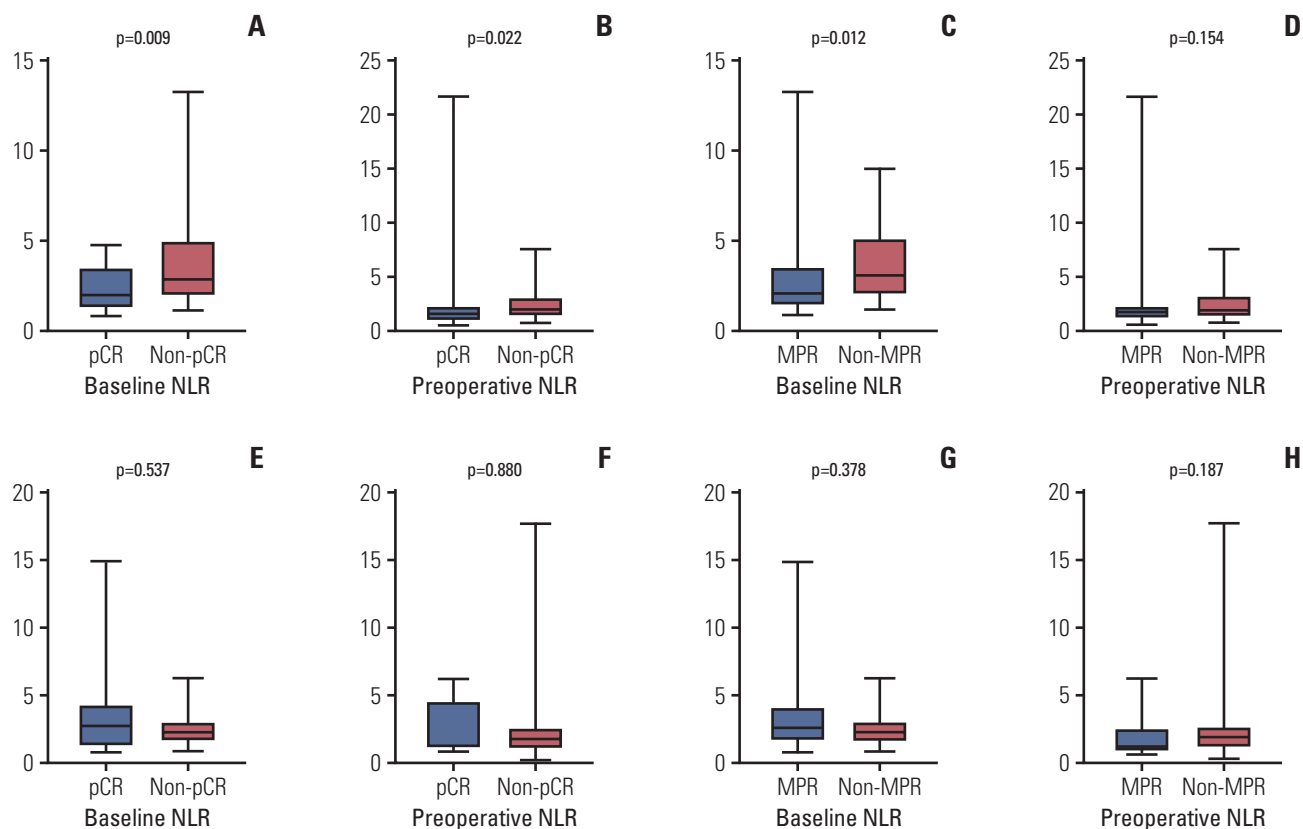 p=0.009 A
15
10
5
0
pCR Non-pCR
Baseline NLR
p=0.022 B
25
20
15
10
5
0
pCR Non-pCR
Preoperative NLR
p=0.012 C
15
10
5
0
MPR Non-MPR
Baseline NLR
p=0.154 D
25
20
15
10
5
0
MPR Non-MPR
Preoperative NLR
p=0.537 E
20
15
10
5
0
pCR Non-pCR
Baseline NLR
p=0.880 F
20
15
10
5
0
pCR Non-pCR
Preoperative NLR
p=0.378 G
20
15
10
5
0
MPR Non-MPR
Baseline NLR
p=0.187 H
20
15
10
5
0
MPR Non-MPR
Preoperative NLR